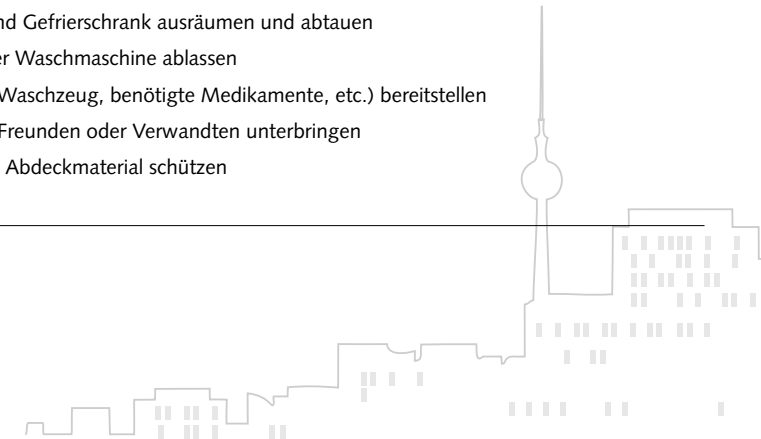 nd Gefrierschrank ausräumen und abtauen
er Waschmaschine ablassen
Waschzeug, benötigte Medikamente, etc.) bereitstellen
Freunden oder Verwandten unterbringen
Abdeckmaterial schützen